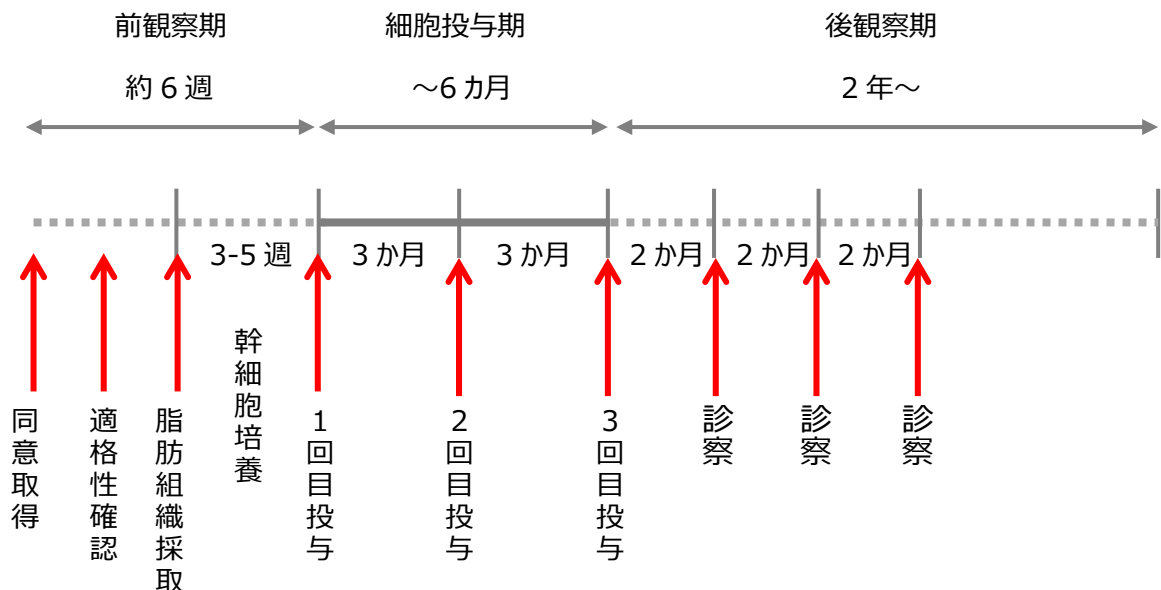 前観察期
細胞投与期
後観察期
約 6 週
～6 カ月
2 年～
3-5 週
3 か月
3 か月
2 か月
2 か月
2 か月
同意取得
適格性確認
脂肪組織採取
幹細胞培養
1回目投与
2回目投与
3回目投与
診察
診察
診察